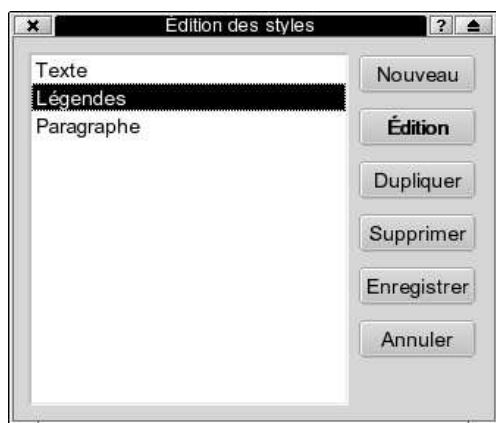 Édition des styles
?
Texte
Légendes
Paragraphe
Nouveau
Édition
Dupliquer
Supprimer
Enregistrer
Annuler